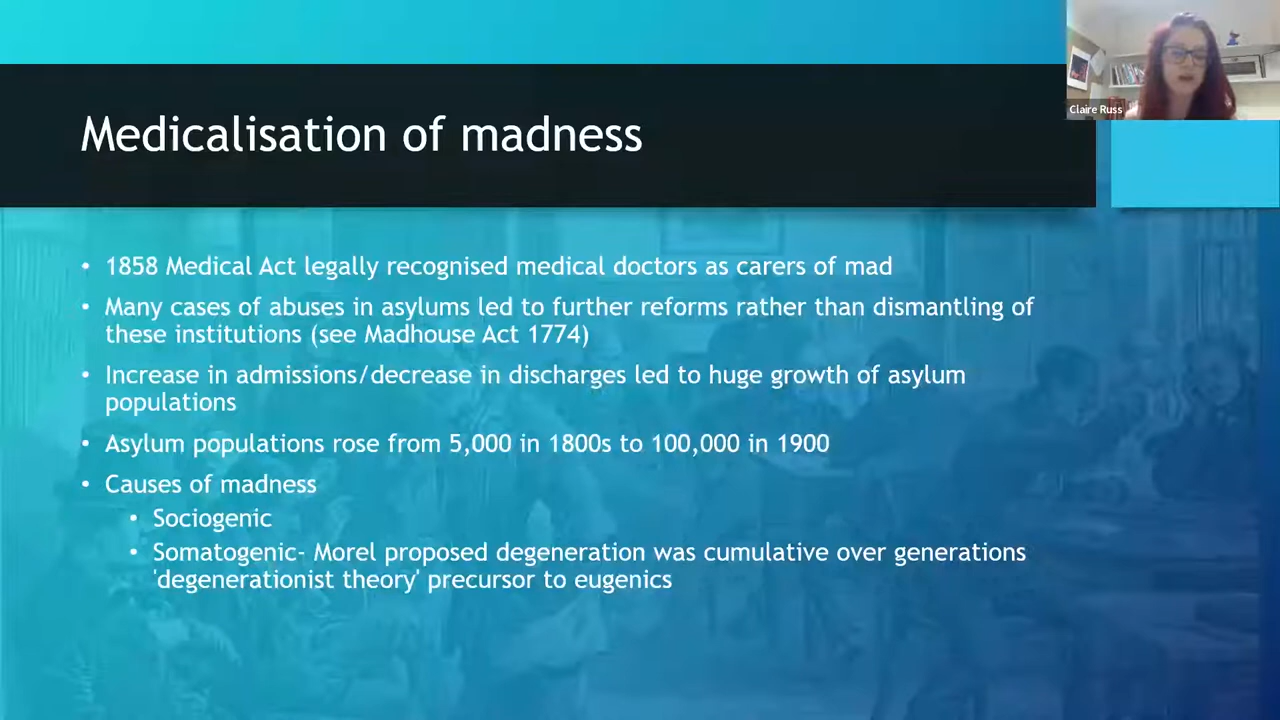 Claire Russ
Medicalisation of madness
• 1858 Medical Act legally recognised medical doctors as carers of mad
• Many cases of abuses in asylums led to further reforms rather than dismantling of
these institutions (see Madhouse Act 1774)
• Increase in admissions/decrease in discharges led to huge growth of asylum
populations
• Asylum populations rose from 5,000 in 1800s to 100,000 in 1900
• Causes of madness
• Sociogenic
• Somatogenic- Morel proposed degeneration was cumulative over generations
'degenerationist theory' precursor to eugenics